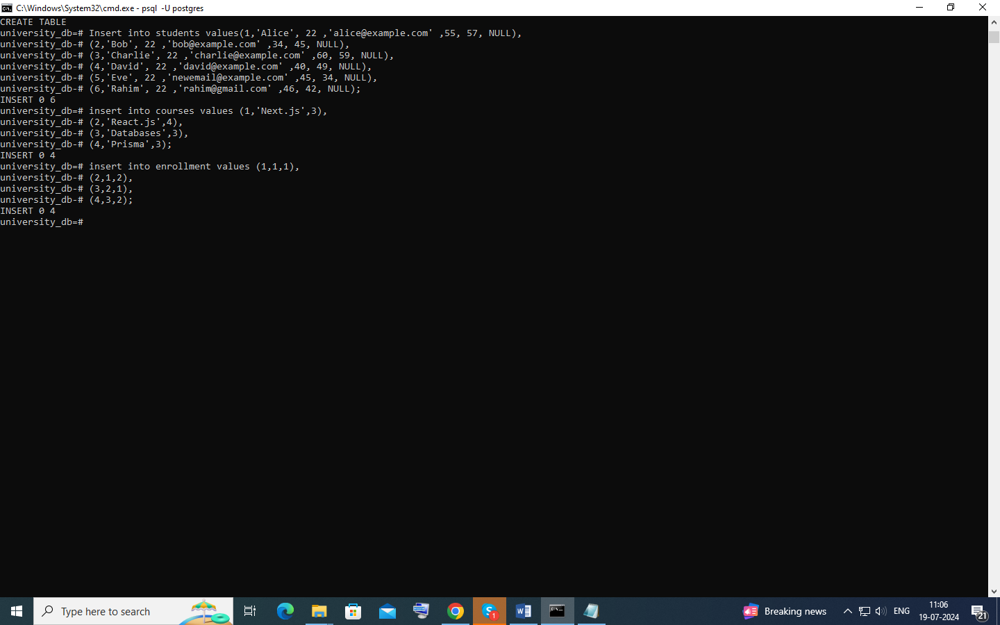 C:\Windows\System32\cmd.exe - psql  -U postgres
CREATE TABLE
university_db=# Insert into students values(1,'Alice', 22 ,'alice@example.com' ,55, 57, NULL),
university_db-# (2,'Bob', 22 ,'bob@example.com' ,34, 45, NULL),
university_db-# (3,'Charlie', 22 ,'charlie@example.com' ,60, 59, NULL),
university_db-# (4,'David', 22 ,'david@example.com' ,40, 49, NULL),
university_db-# (5,'Eve', 22 ,'newemail@example.com' ,45, 34, NULL),
university_db-# (6,'Rahim', 22 ,'rahim@gmail.com' ,46, 42, NULL);
INSERT 0 6
university_db=# insert into courses values (1,'Next.js',3),
university_db-# (2,'React.js',4),
university_db-# (3,'Databases',3),
university_db-# (4,'Prisma',3);
INSERT 0 4
university_db=# insert into enrollment values (1,1,1),
university_db-# (2,1,2),
university_db-# (3,2,1),
university_db-# (4,3,2);
INSERT 0 4
university_db=#
Type here to search
1
Breaking news
ENG
11:06
19-07-2024
21